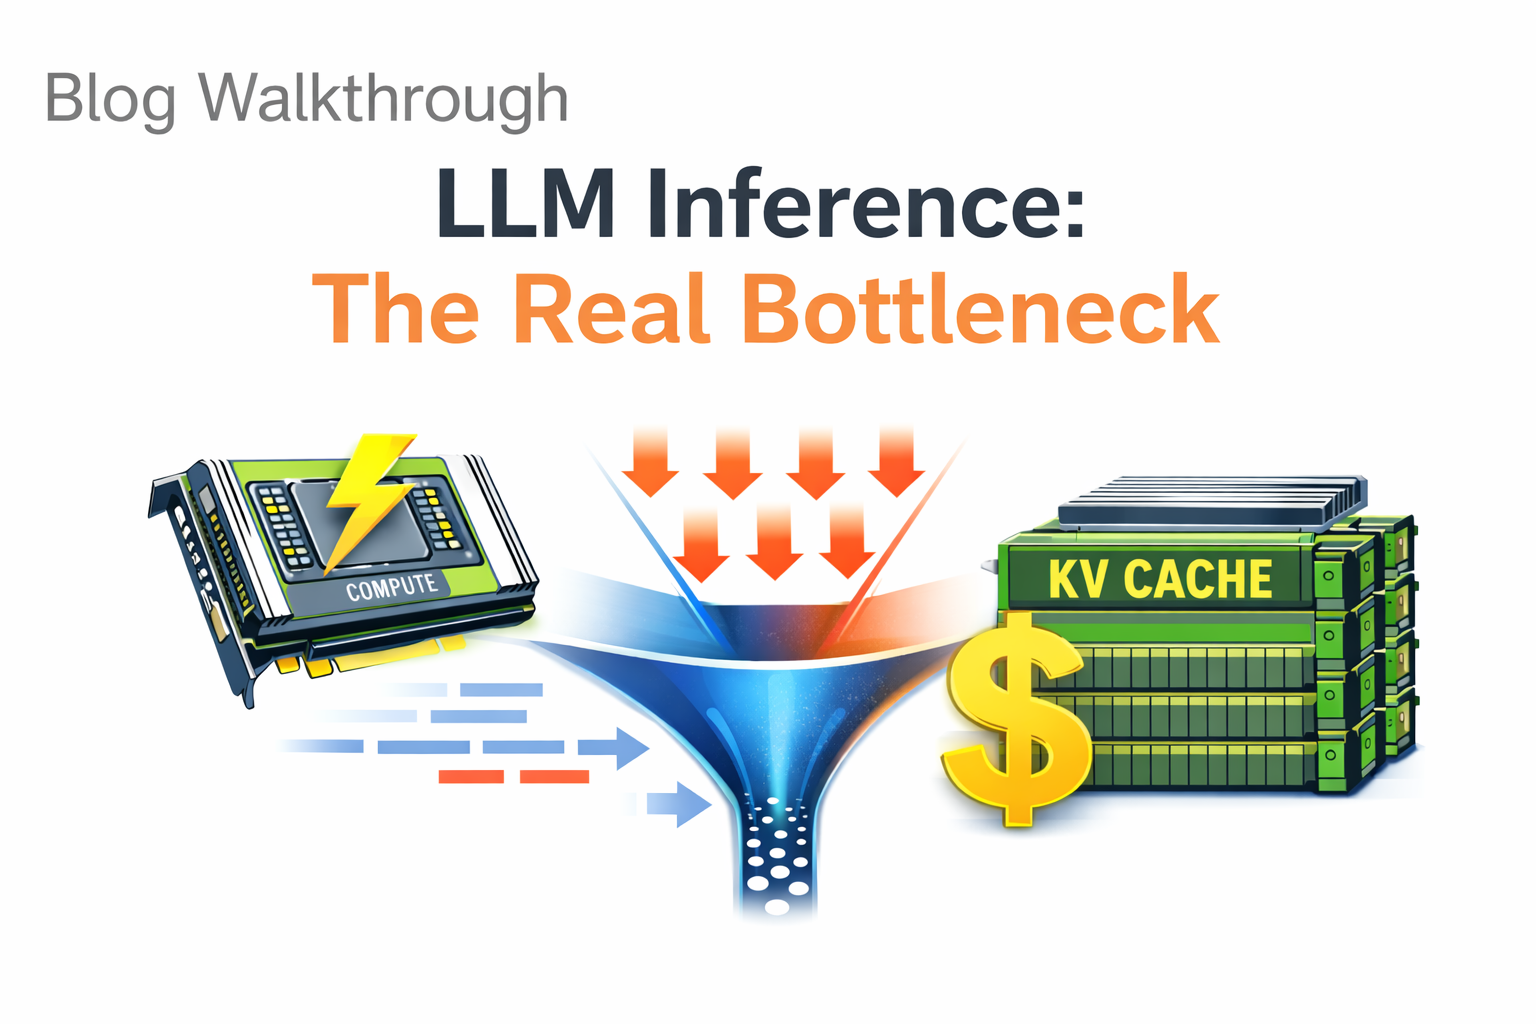 Blog Walkthrough
LLM Inference:
The Real Bottleneck
COMPUTE
KV CACHE
$